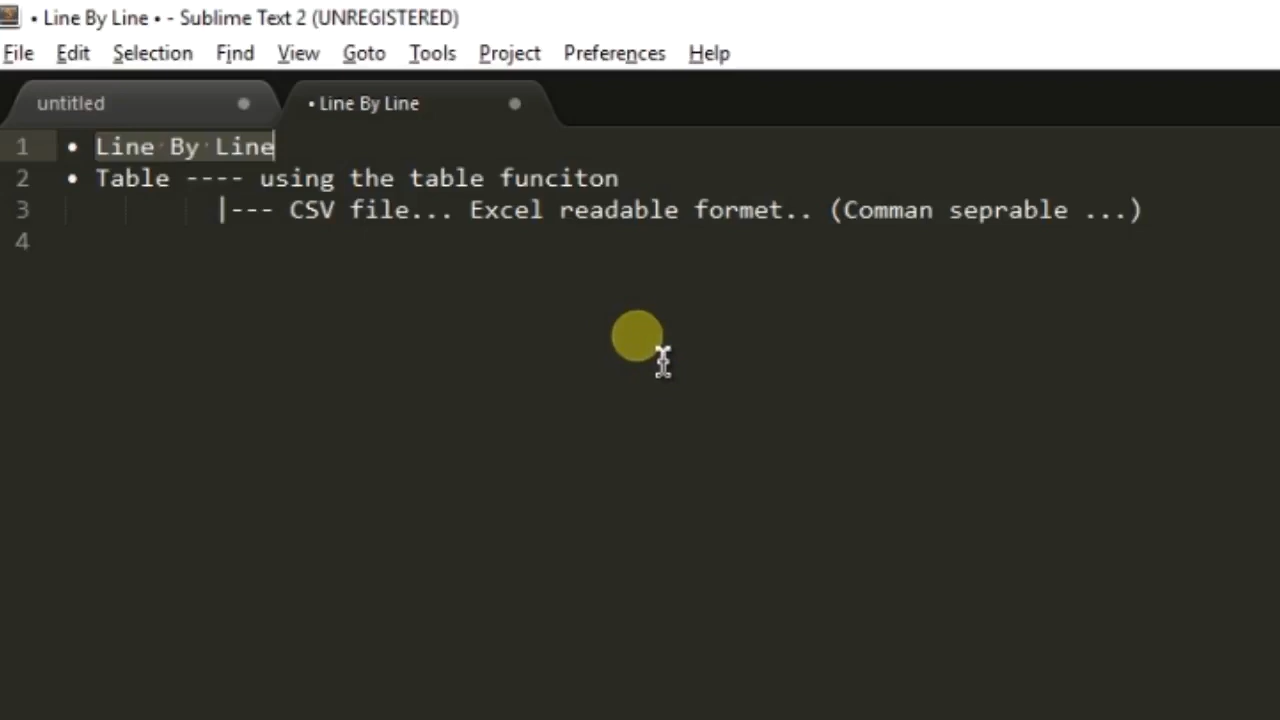 • Line By Line • - Sublime Text 2 (UNREGISTERED)
File Edit Selection Find View Goto Tools Project Preferences Help
untitled • Line By Line
1 • Line By Line
2 • Table ---- using the table funciton
3 |--- CSV file... Excel readable formet.. (Comman seprable ...)
4